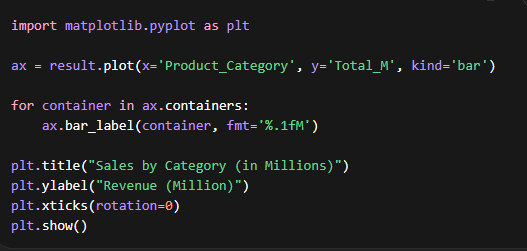 import matplotlib.pyplot as plt
ax = result.plot(x='Product_Category', y='Total_M', kind='bar')
for container in ax.containers:
    ax.bar_label(container, fmt='%.1fM')
plt.title("Sales by Category (in Millions)")
plt.ylabel("Revenue (Million)")
plt.xticks(rotation=0)
plt.show()